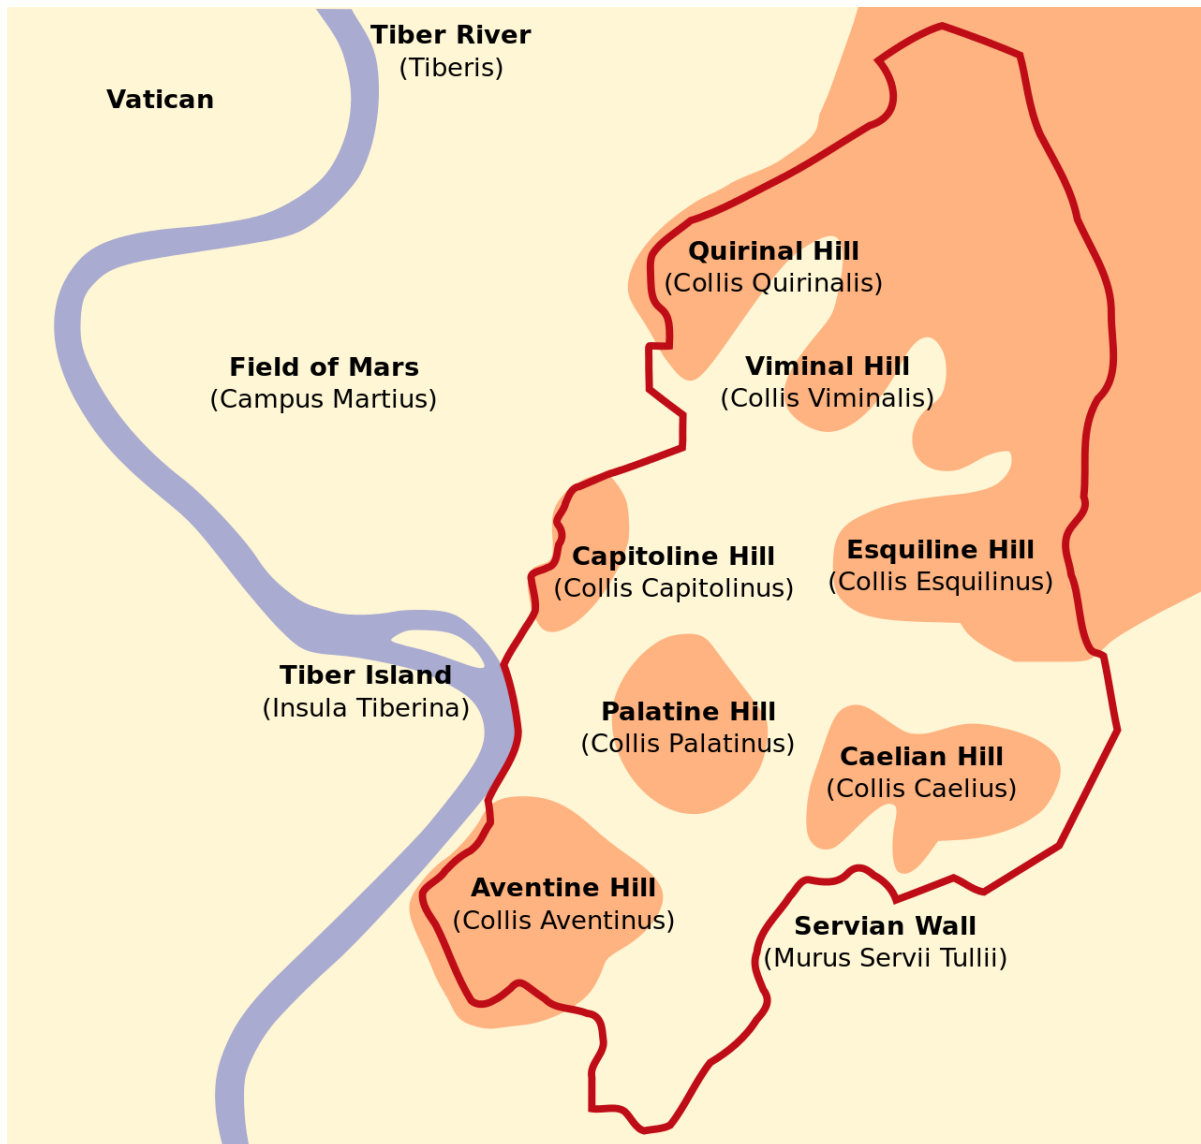 Tiber River
(Tiberis)
Vatican
Quirinal Hill
(Collis Quirinalis)
Field of Mars
(Campus Martius)
Viminal Hill
(Collis Viminalis)
Capitoline Hill
(Collis Capitolinus)
Esquiline Hill
(Collis Esquilinus)
Tiber Island
(Insula Tiberina)
Palatine Hill
(Collis Palatinus)
Caelian Hill
(Collis Caelius)
Aventine Hill
(Collis Aventinus)
Servian Wall
(Murus Servii Tullii)